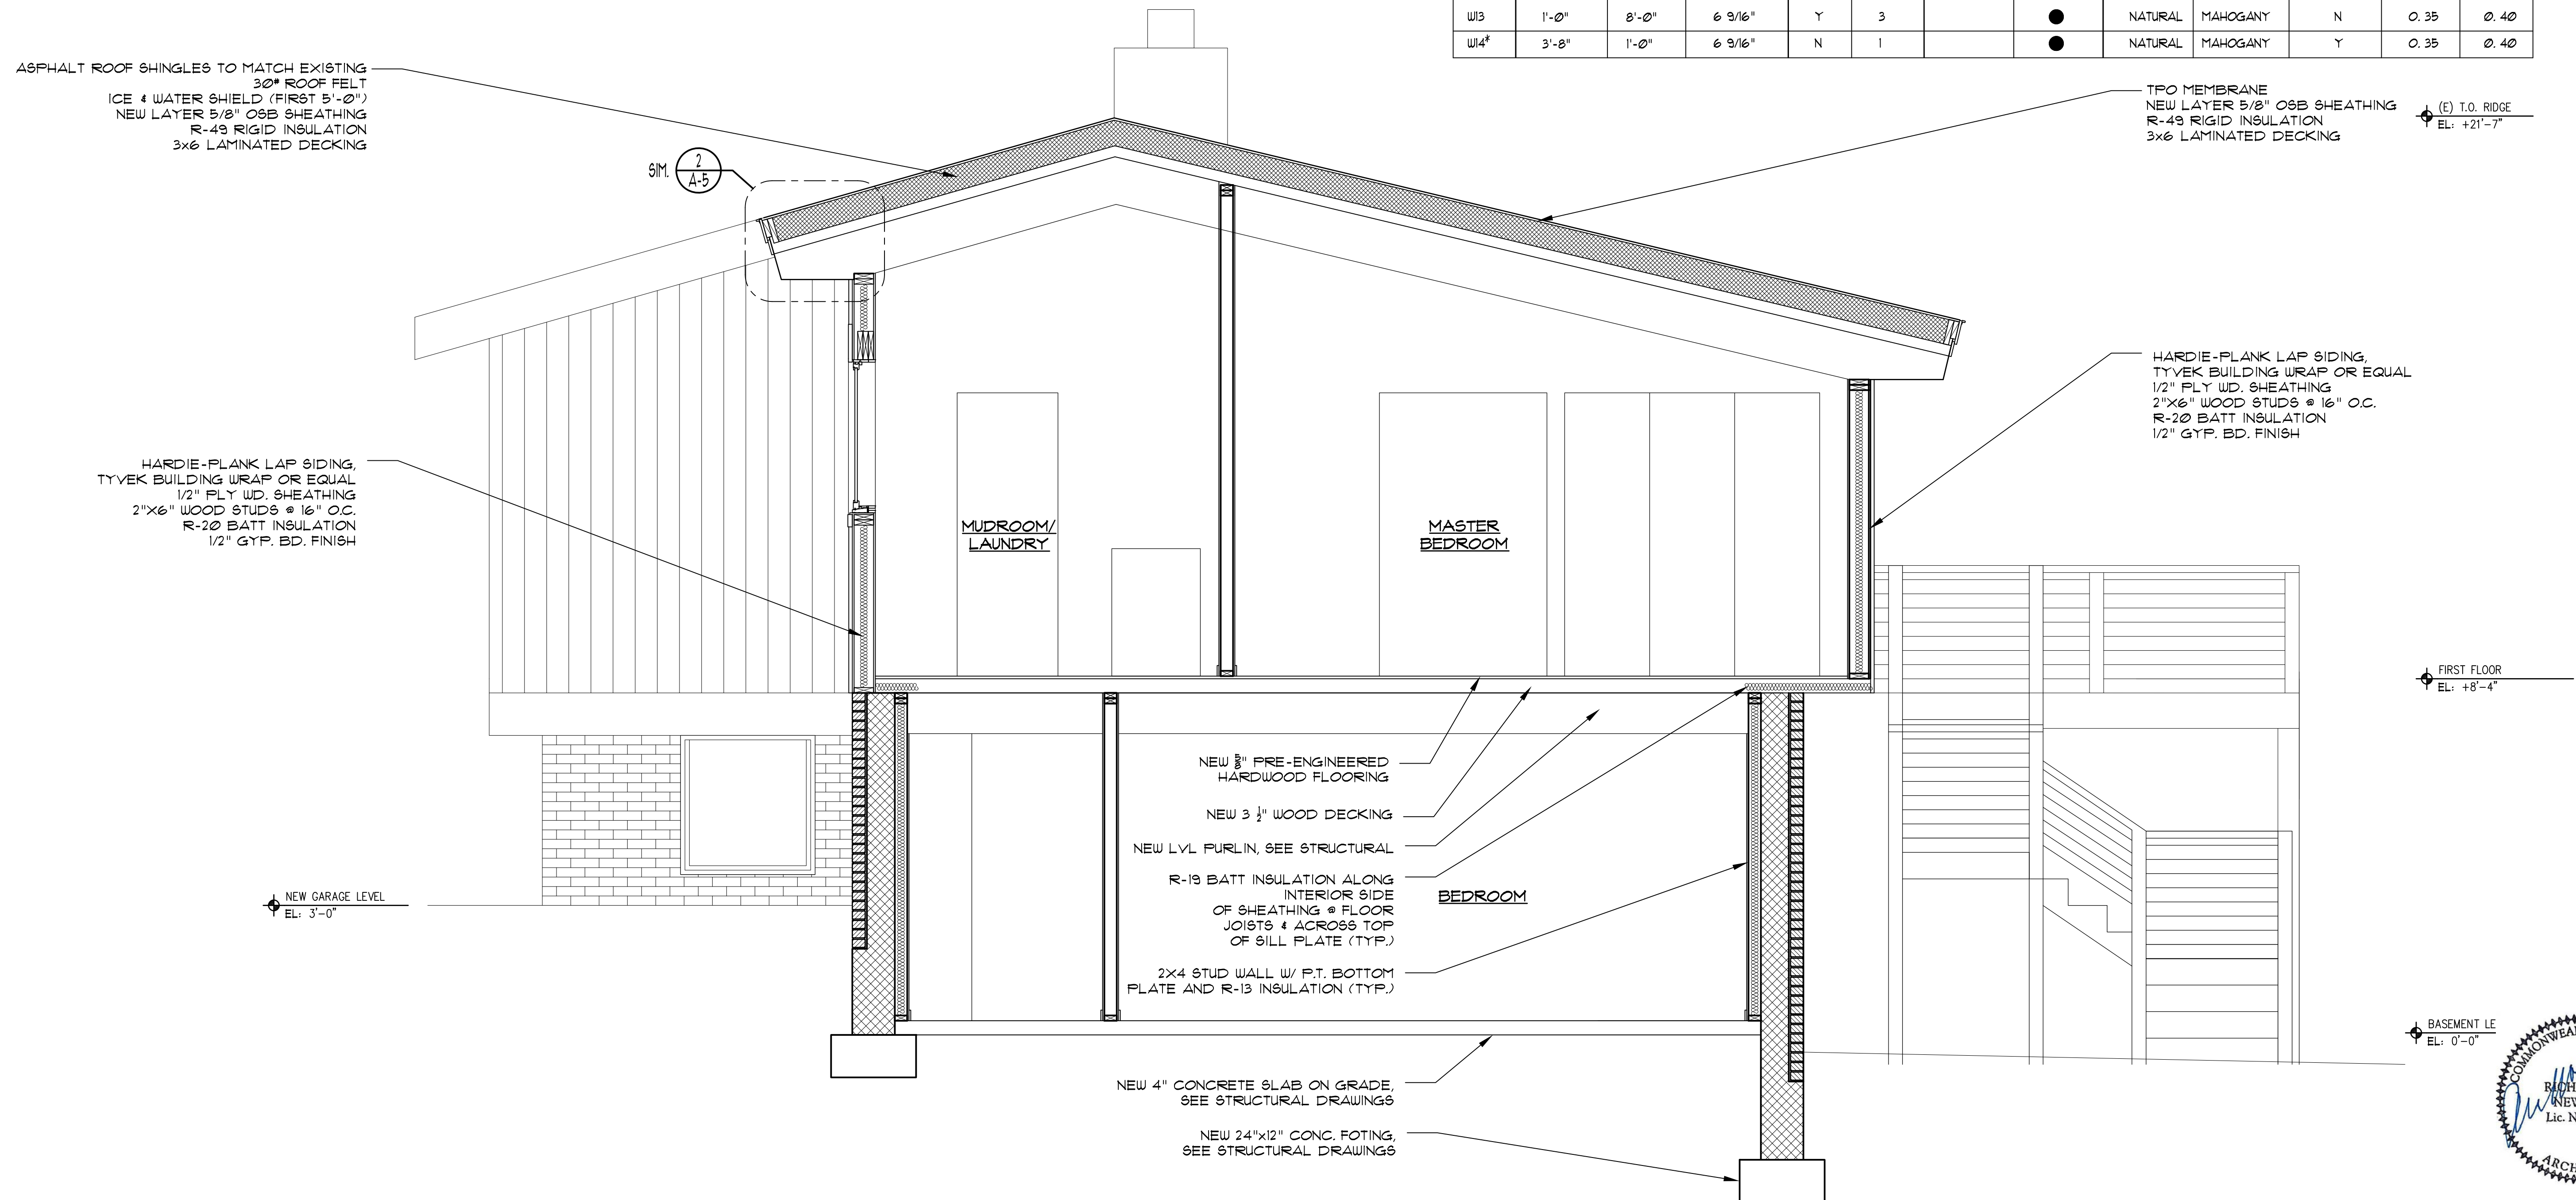 W13 1'-0" 8'-0" 6 9/16" Y 3 ● NATURAL MAHOGANY N 0.35 0.40
W14* 3'-8" 1'-0" 6 9/16" N 1 ● NATURAL MAHOGANY Y 0.35 0.40
ASPHALT ROOF SHINGLES TO MATCH EXISTING
30# ROOF FELT
ICE & WATER SHIELD (FIRST 5'-0")
NEW LAYER 5/8" OSB SHEATHING
R-49 RIGID INSULATION
3x6 LAMINATED DECKING
SIM.
2
A-5
TPO MEMBRANE
NEW LAYER 5/8" OSB SHEATHING
R-49 RIGID INSULATION
3x6 LAMINATED DECKING
(E) T.O. RIDGE
EL: +21'-7"
HARDIE-PLANK LAP SIDING,
TYVEK BUILDING WRAP OR EQUAL
1/2" PLY WD. SHEATHING
2"X6" WOOD STUDS @ 16" O.C.
R-20 BATT INSULATION
1/2" GYP. BD. FINISH
HARDIE-PLANK LAP SIDING,
TYVEK BUILDING WRAP OR EQUAL
1/2" PLY WD. SHEATHING
2"X6" WOOD STUDS @ 16" O.C.
R-20 BATT INSULATION
1/2" GYP. BD. FINISH
MUDROOM/
LAUNDRY
MASTER
BEDROOM
FIRST FLOOR
EL: +8'-4"
NEW 5/8" PRE-ENGINEERED
HARDWOOD FLOORING
NEW 3 1/2" WOOD DECKING
NEW LVL PURLIN, SEE STRUCTURAL
R-19 BATT INSULATION ALONG
INTERIOR SIDE
OF SHEATHING @ FLOOR
JOISTS & ACROSS TOP
OF SILL PLATE (TYP.)
BEDROOM
2X4 STUD WALL W/ P.T. BOTTOM
PLATE AND R-13 INSULATION (TYP.)
NEW GARAGE LEVEL
EL: 3'-0"
BASEMENT LE
EL: 0'-0"
NEW 4" CONCRETE SLAB ON GRADE,
SEE STRUCTURAL DRAWINGS
NEW 24"x12" CONC. FOTING,
SEE STRUCTURAL DRAWINGS
COMMONWEA
RICH
NEW
Lic. N
ARCH